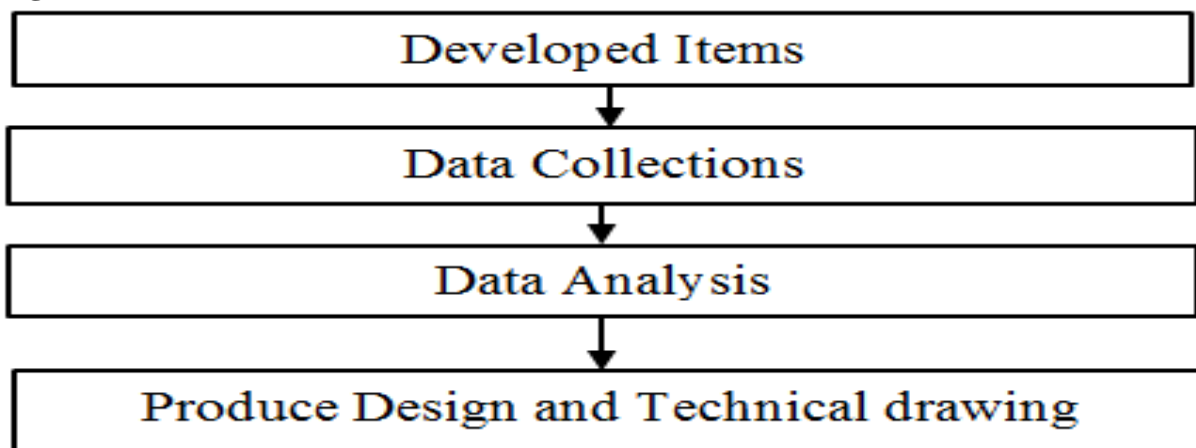 Developed Items
Data Collections
Data Analysis
Produce Design and Technical drawing